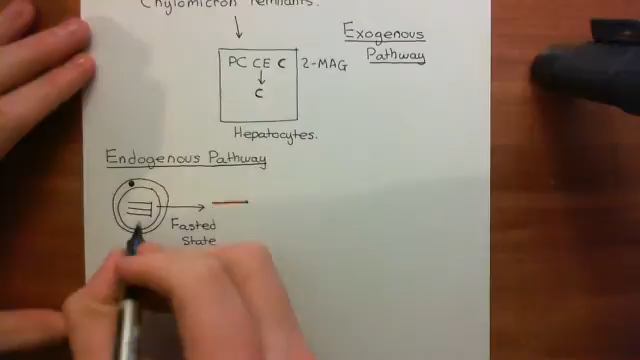 Chylomicron remnants.
Exogenous
Pathway
PC CE C 2-MAG
C
Hepatocytes.
Endogenous Pathway
Fasted
State